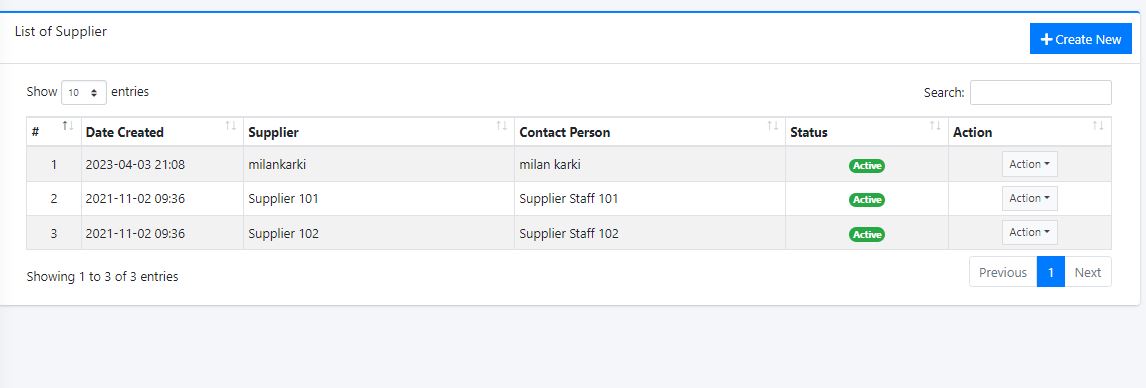 List of Supplier
Create New
Show 10 entries Search:
# Date Created Supplier Contact Person Status Action
1 2023-04-03 21:08 milankarki milan karki Active Action
2 2021-11-02 09:36 Supplier 101 Supplier Staff 101 Active Action
3 2021-11-02 09:36 Supplier 102 Supplier Staff 102 Active Action
Showing 1 to 3 of 3 entries Previous 1 Next